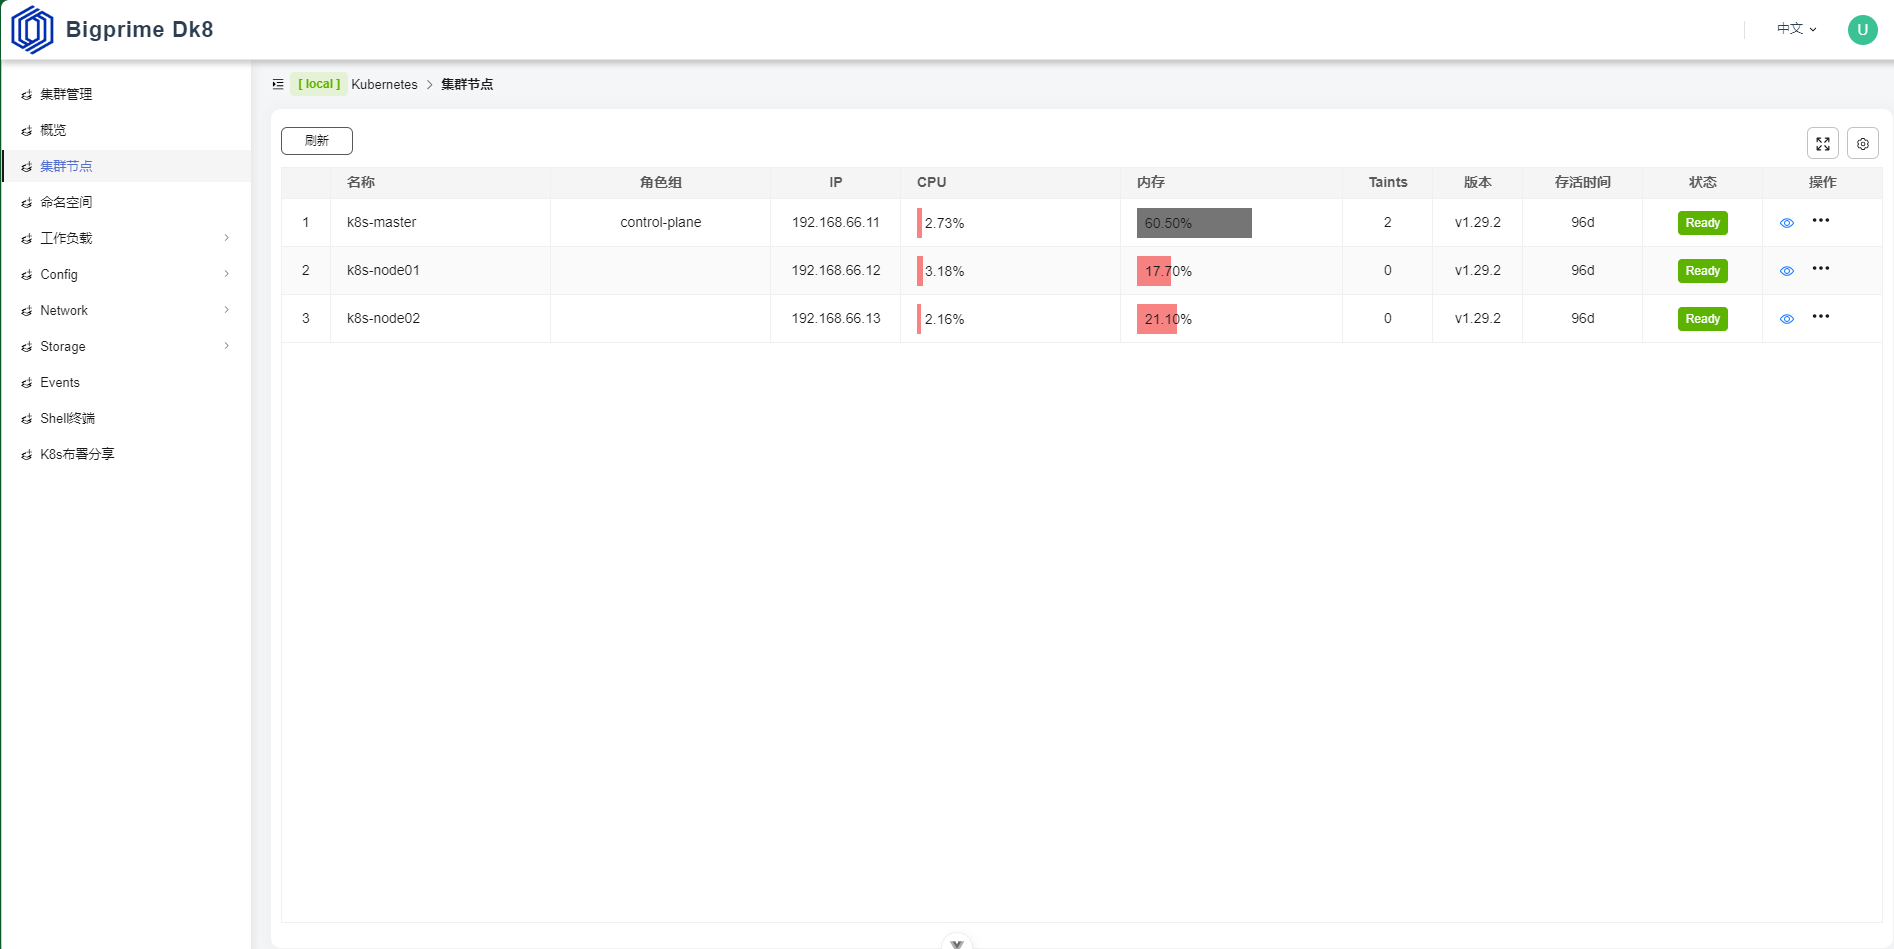 Bigprime Dk8
中文
U
集群管理
概览
集群节点
命名空间
工作负载
Config
Network
Storage
Events
Shell终端
K8s布署分享
[ local ] Kubernetes > 集群节点
刷新
名称 角色组 IP CPU 内存 Taints 版本 存活时间 状态 操作
1 k8s-master control-plane 192.168.66.11 2.73% 60.50% 2 v1.29.2 96d Ready
2 k8s-node01 192.168.66.12 3.18% 17.70% 0 v1.29.2 96d Ready
3 k8s-node02 192.168.66.13 2.16% 21.10% 0 v1.29.2 96d Ready